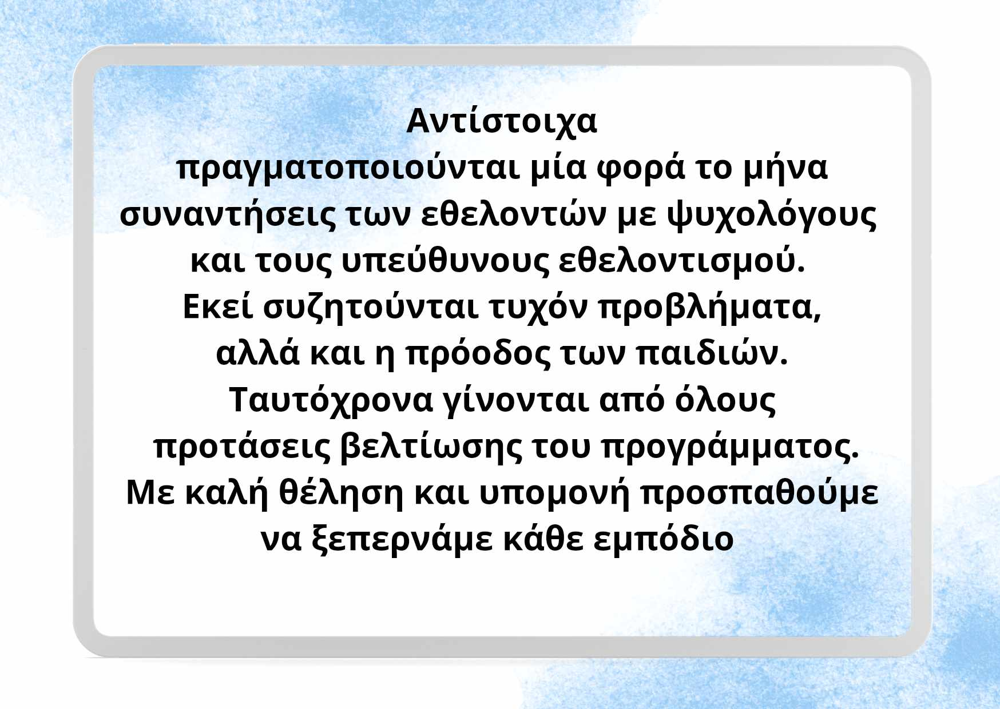 Αντίστοιχα
πραγματοποιούνται μία φορά το μήνα
συναντήσεις των εθελοντών με ψυχολόγους
και τους υπεύθυνους εθελοντισμού.
Εκεί συζητούνται τυχόν προβλήματα,
αλλά και η πρόοδος των παιδιών.
Ταυτόχρονα γίνονται από όλους
προτάσεις βελτίωσης του προγράμματος.
Με καλή θέληση και υπομονή προσπαθούμε
να ξεπερνάμε κάθε εμπόδιο